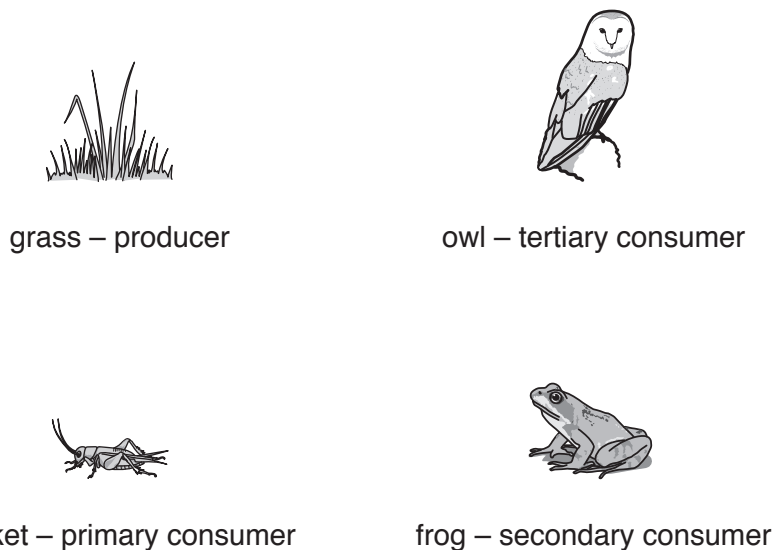 grass – producer
owl – tertiary consumer
ket – primary consumer
frog – secondary consumer